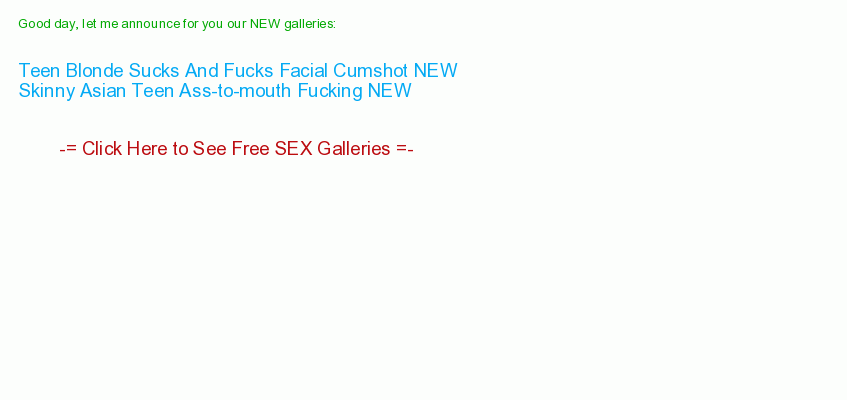 Good day, let me announce for you our NEW galleries:
Teen Blonde Sucks And Fucks Facial Cumshot NEW
Skinny Asian Teen Ass-to-mouth Fucking NEW
-= Click Here to See Free SEX Galleries =-